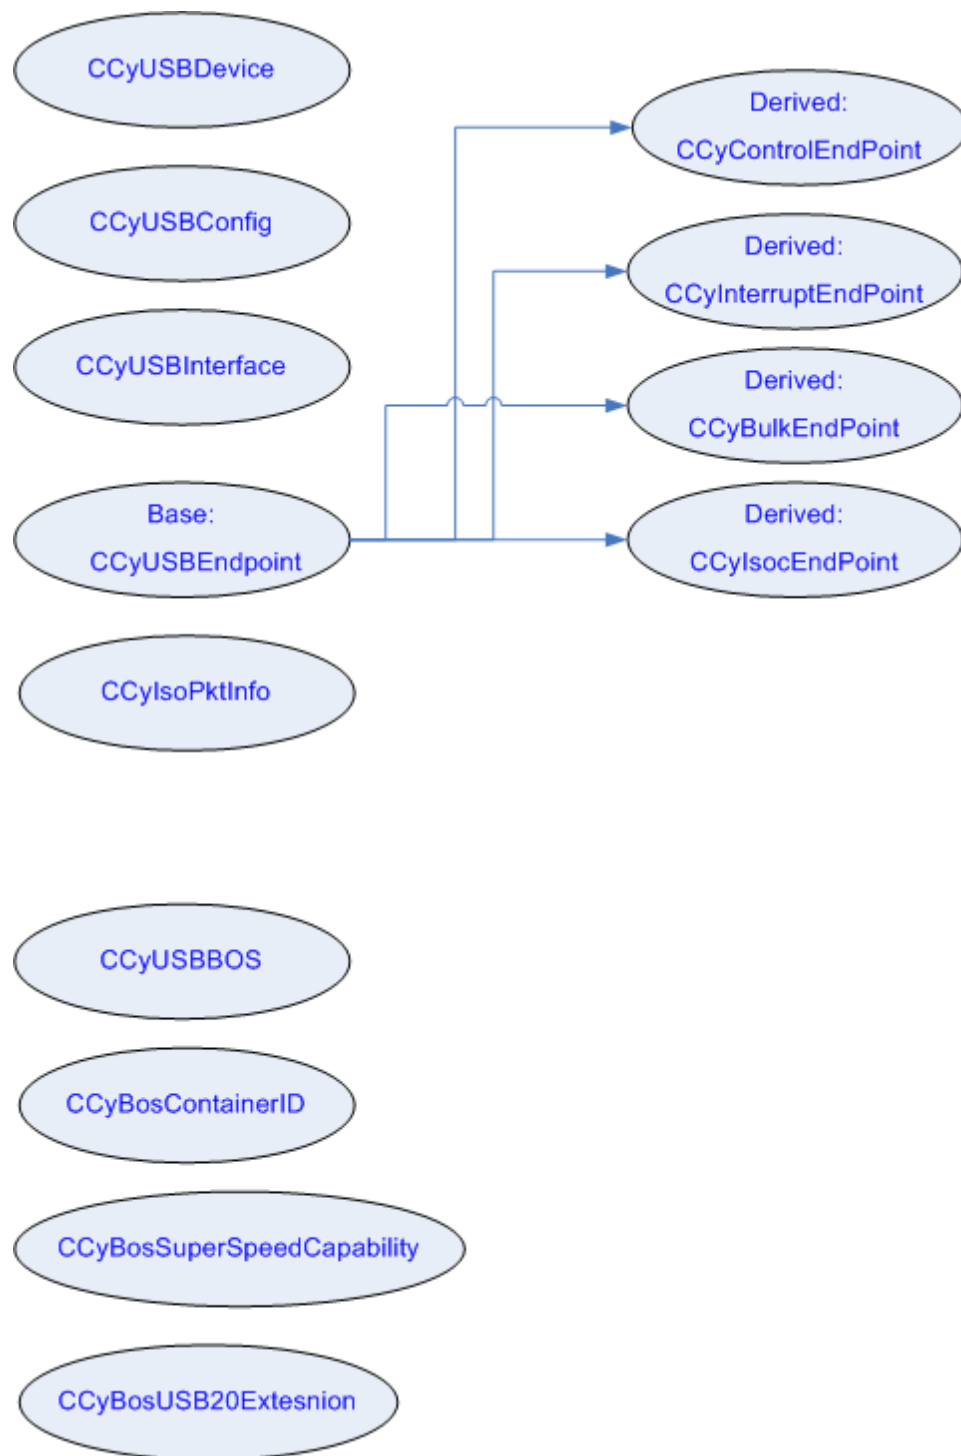 CCyUSBDevice
Derived:
CCyControlEndPoint
CCyUSBConfig
Derived:
CCyInterruptEndPoint
CCyUSBInterface
Derived:
CCyBulkEndPoint
Base:
CCyUSBEndpoint
Derived:
CCyIsocEndPoint
CCyIsoPktInfo
CCyUSBBOS
CCyBosContainerID
CCyBosSuperSpeedCapability
CCyBosUSB20Extesnion